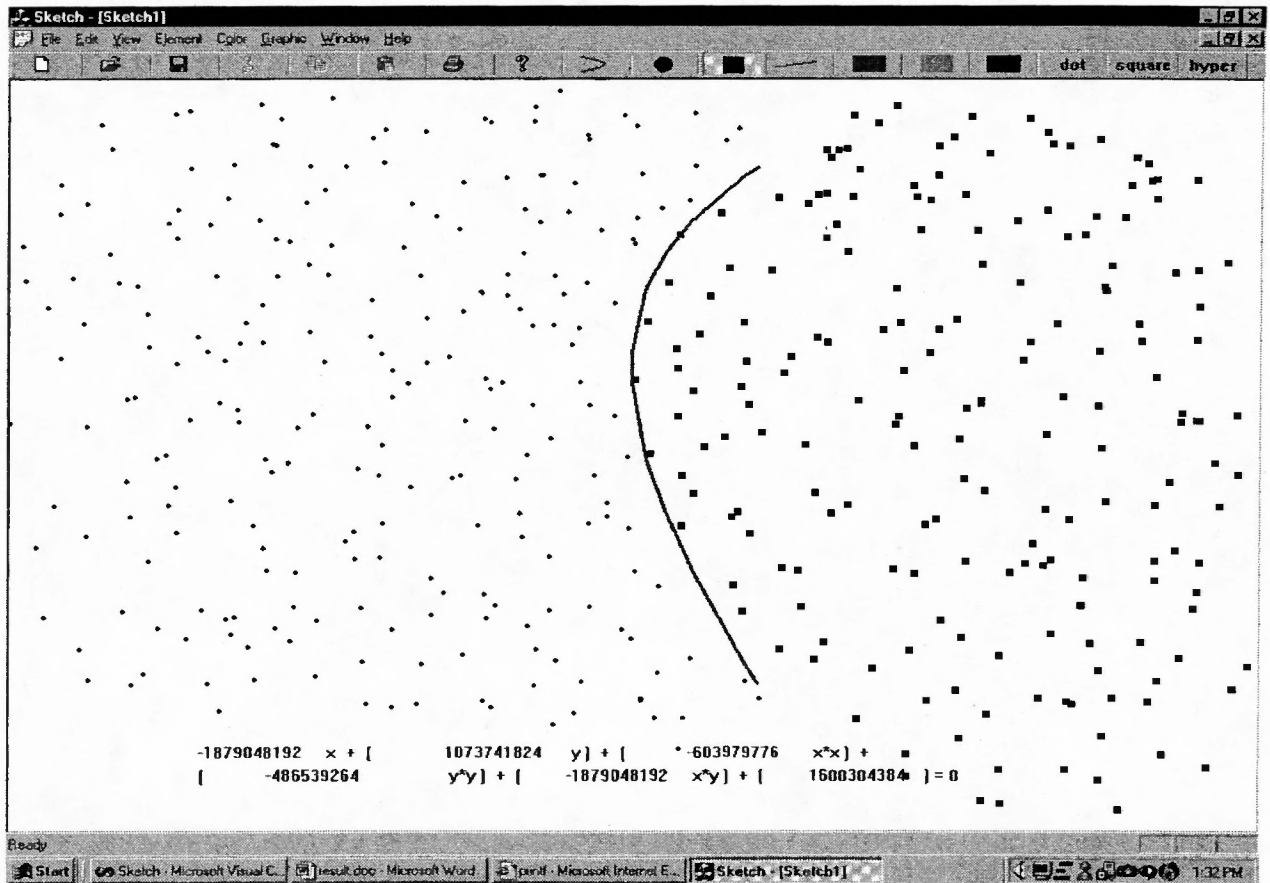 Sketch - [Sketch1]
File Edit View Element Color Graphic Window Help
? dot square hyper
-1879048192 x + [ 1073741824 y] + [ -603979776 x*x] +
[ -486539264 y*y] + [ -1879048192 x*y] + [ 1600304384 ] = 0
Ready
Start Sketch - Microsoft Visual C... result.doc - Microsoft Word printf - Microsoft Internet E... Sketch - [Sketch1] 1:32 PM